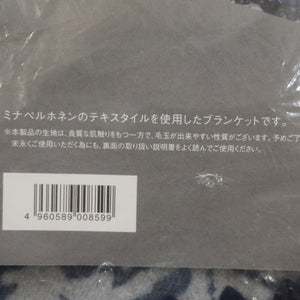 ミナペルホネンのテキスタイルを使用したブランケットです。
※本製品の生地は、良質な肌触りをもつ一方で、毛玉が出来やすい性質がございます。予めご了
末永くご使用いただく為にも、裏面の取り扱い説明書をよく読んでご使用ください。
4 960589 008599